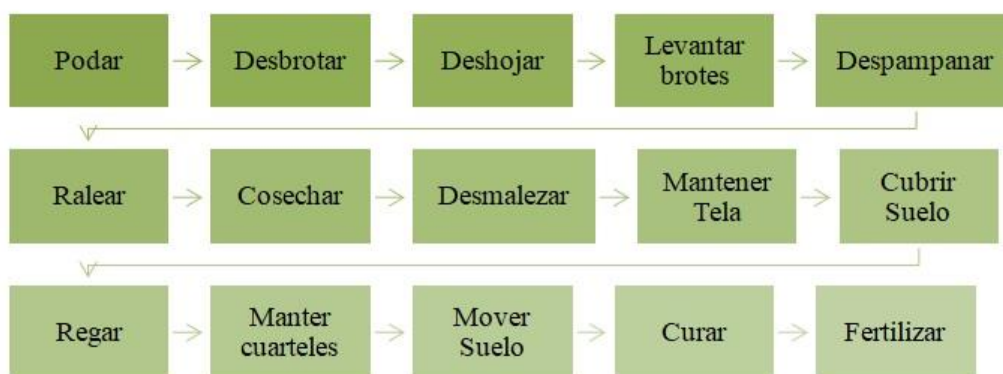 Podar
Desbrotar
Deshojar
Levantar
brotes
Despampanar
Ralear
Cosechar
Desmalezar
Mantener
Tela
Cubrir
Suelo
Regar
Manter
cuarteles
Mover
Suelo
Curar
Fertilizar